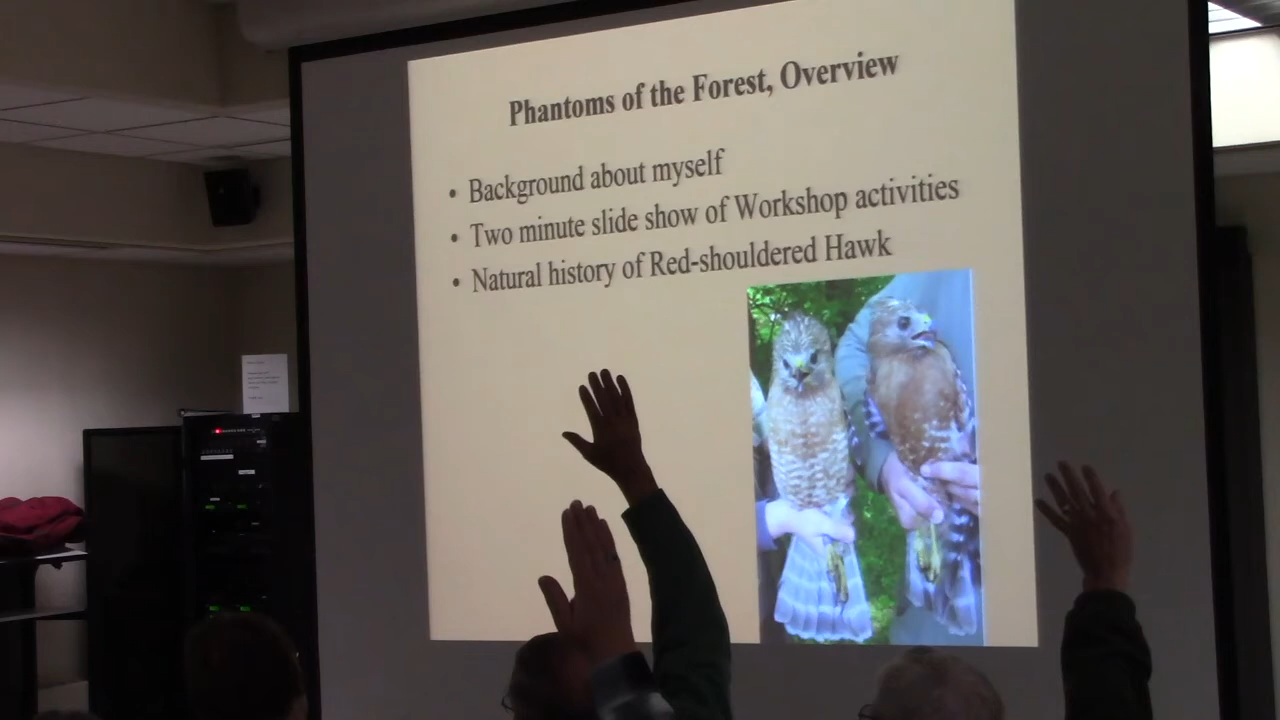 Phantoms of the Forest, Overview
• Background about myself
• Two minute slide show of Workshop activities
• Natural history of Red-shouldered Hawk